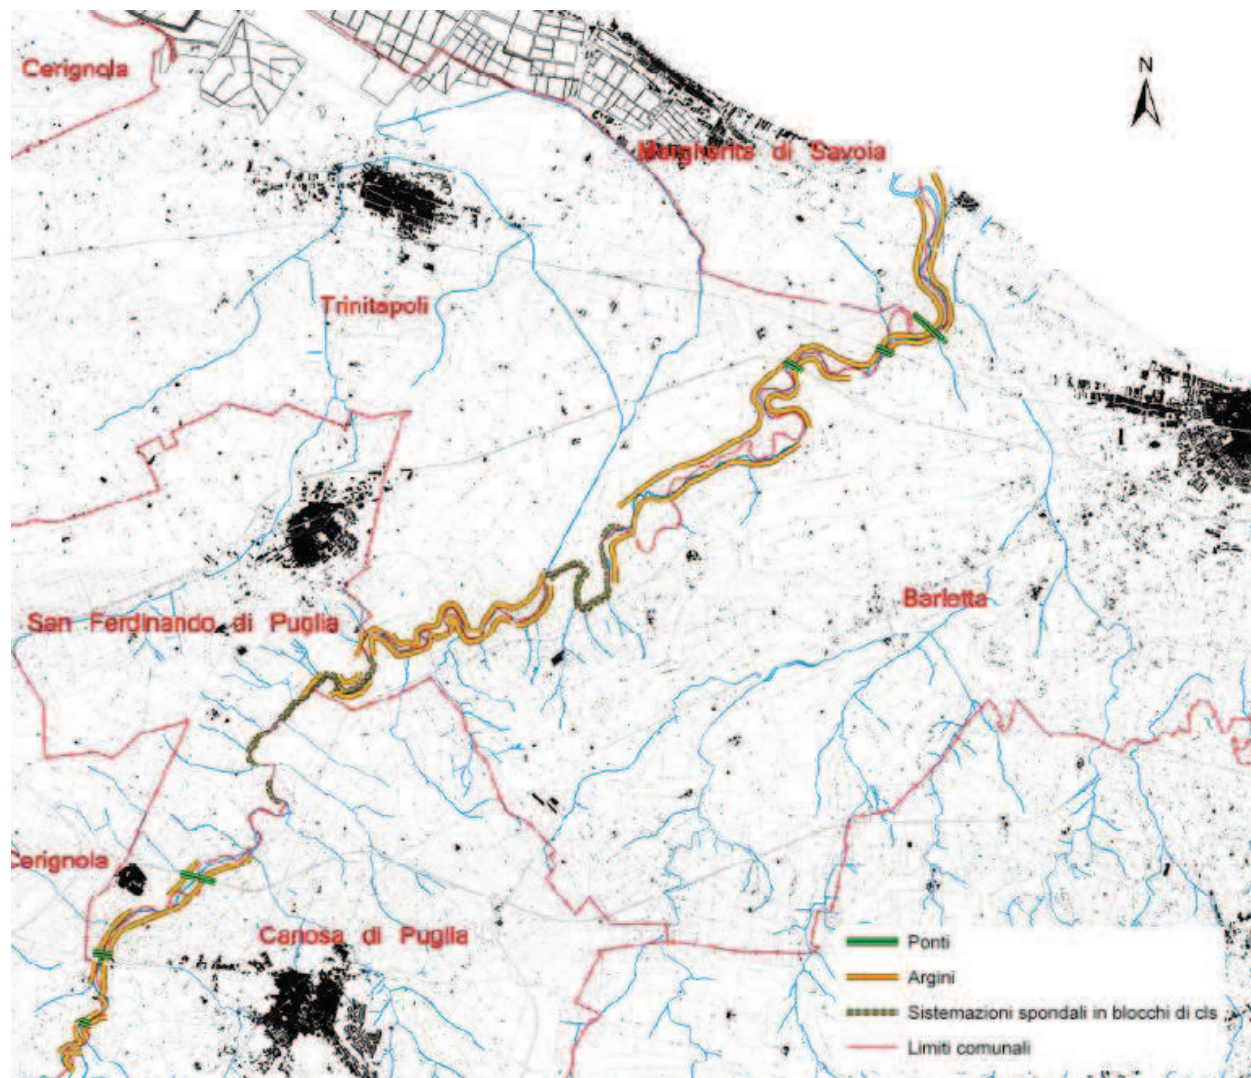 N
Cerignola
Margherita di Savoia
Trinitapoli
San Ferdinando di Puglia
Barletta
Cerignola
Canosa di Puglia
Ponti
Argini
Sistemazioni spondali in blocchi di cls
Limiti comunali